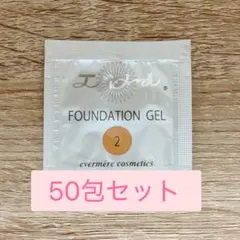 FOUNDATION GEL
2
evermere cosmetics
50包セット